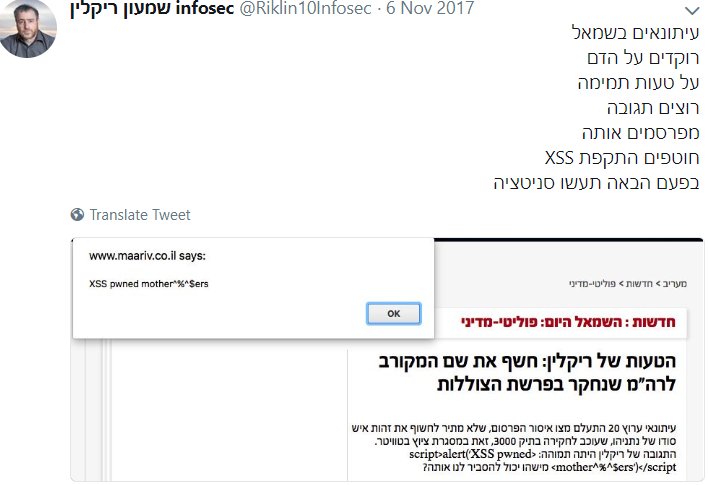 שמעון ריקלין infosec @Riklin10Infosec · 6 Nov 2017
עיתונאים בשמאל
רוקדים על הדם
על טעות תמימה
רוצים תגובה
מפרסמים אותה
חוטפים התקפת XSS
בפעם הבאה תעשו סניטציה
Translate Tweet
www.maariv.co.il says:
XSS pwned mother^%^$ers
OK
מעריב > חדשות > פוליטי-מדיני
חדשות : השמאל היום: פוליטי-מדיני
הטעות של ריקלין: חשף את שם המקורב
לרה"מ שנחקר בפרשת הצוללות
עיתונאי ערוץ 20 התעלם מצו איסור הפרסום, שלא מתיר לחשוף את זהות איש
סודו של נתניהו, שעוכב לחקירה בתיק 3000, זאת במסגרת ציוץ בטוויטר.
התגובה של ריקלין היתה תמוהה: <script>alert('XSS pwned
mother^%^$ers')</script> מישהו יכול להסביר לנו אותה?